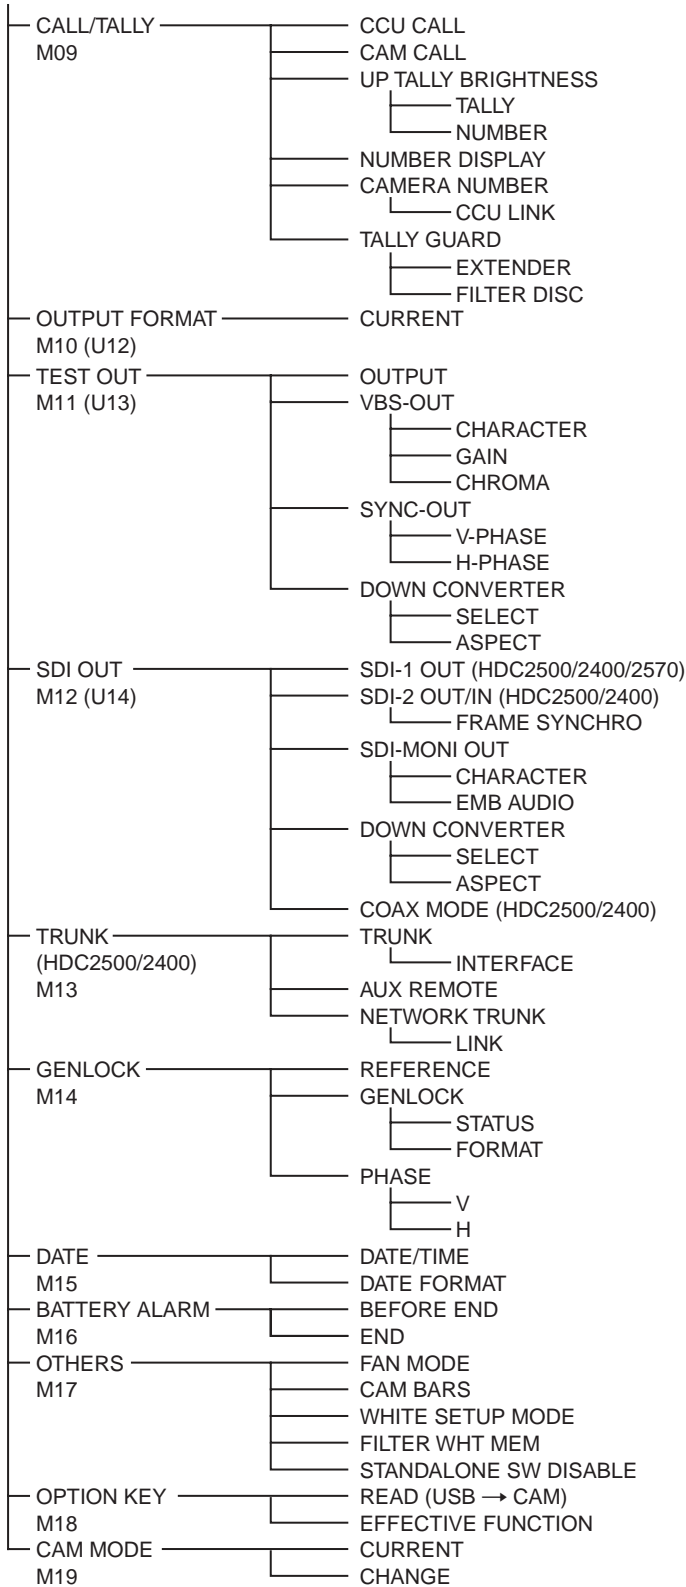 CALL/TALLY CCU CALL
M09 CAM CALL
UP TALLY BRIGHTNESS
TALLY
NUMBER
NUMBER DISPLAY
CAMERA NUMBER
CCU LINK
TALLY GUARD
EXTENDER
FILTER DISC
OUTPUT FORMAT CURRENT
M10 (U12)
TEST OUT OUTPUT
M11 (U13) VBS-OUT
CHARACTER
GAIN
CHROMA
SYNC-OUT
V-PHASE
H-PHASE
DOWN CONVERTER
SELECT
ASPECT
SDI OUT SDI-1 OUT (HDC2500/2400/2570)
M12 (U14) SDI-2 OUT/IN (HDC2500/2400)
FRAME SYNCHRO
SDI-MONI OUT
CHARACTER
EMB AUDIO
DOWN CONVERTER
SELECT
ASPECT
COAX MODE (HDC2500/2400)
TRUNK TRUNK
(HDC2500/2400) INTERFACE
M13 AUX REMOTE
NETWORK TRUNK
LINK
GENLOCK REFERENCE
M14 GENLOCK
STATUS
FORMAT
PHASE
V
H
DATE DATE/TIME
M15 DATE FORMAT
BATTERY ALARM BEFORE END
M16 END
OTHERS FAN MODE
M17 CAM BARS
WHITE SETUP MODE
FILTER WHT MEM
STANDALONE SW DISABLE
OPTION KEY READ (USB → CAM)
M18 EFFECTIVE FUNCTION
CAM MODE CURRENT
M19 CHANGE